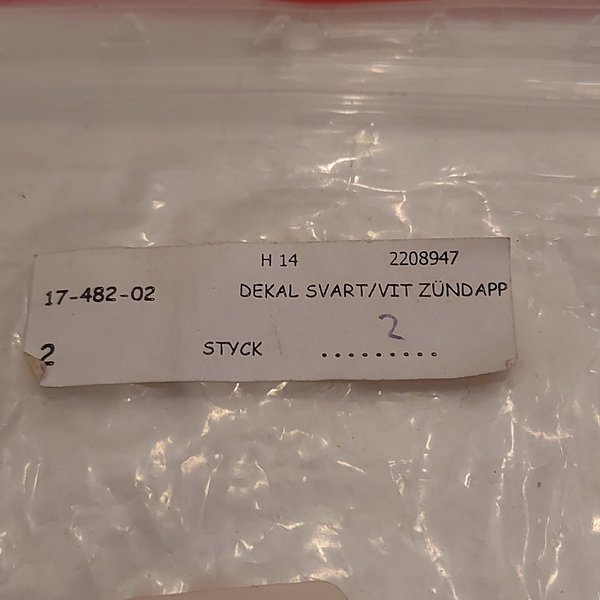 H 14 2208947
17-482-02 DEKAL SVART/VIT ZÜNDAPP
2
2 STYCK .........